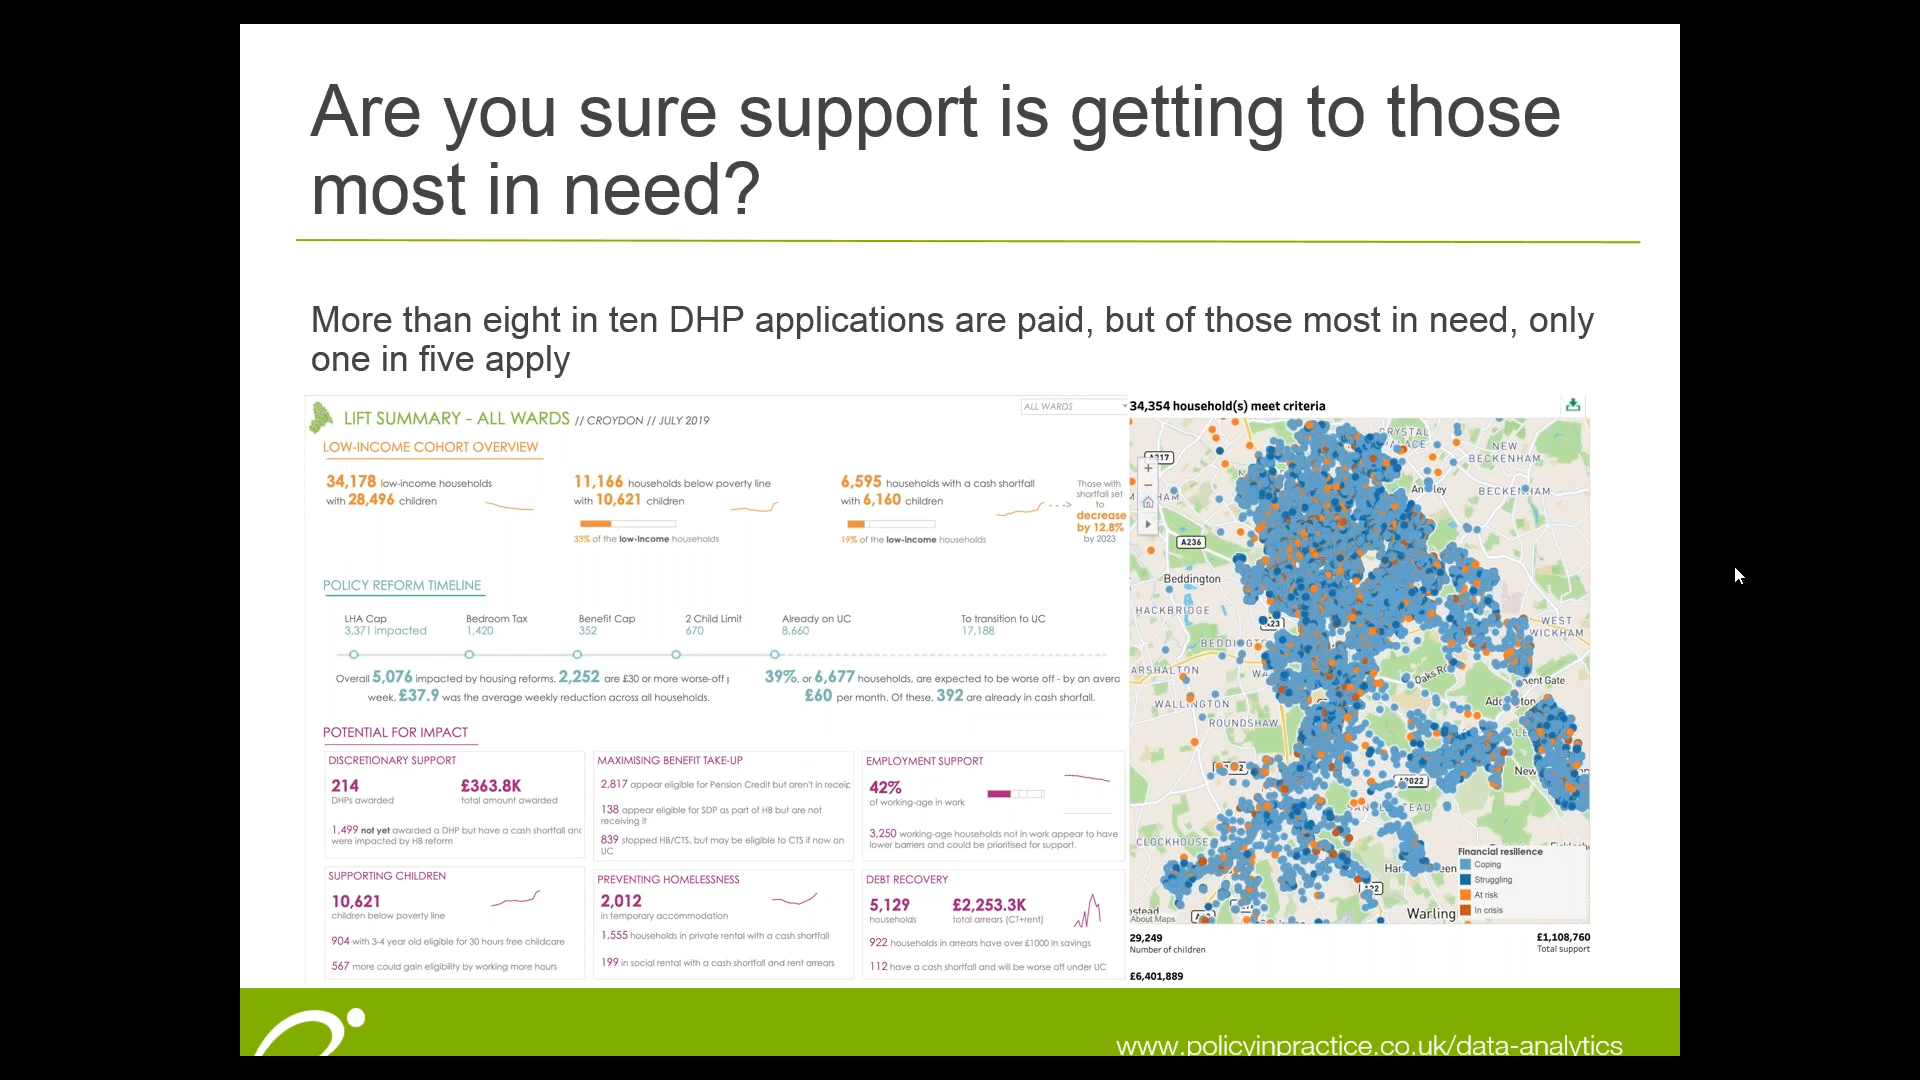 Are you sure support is getting to those
most in need?
More than eight in ten DHP applications are paid, but of those most in need, only
one in five apply
LIFT SUMMARY - ALL WARDS // CROYDON // JULY 2019
ALL WARDS
LOW-INCOME COHORT OVERVIEW
34,178 low-income households
with 28,496 children
11,166 households below poverty line
with 10,621 children
33% of the low-income households
6,595 households with a cash shortfall
with 6,160 children
19% of the low-income households
Those with
shortfall set
to
decrease
by 12.8%
by 2023
POLICY REFORM TIMELINE
LHA Cap
3,371 impacted
Bedroom Tax
1,420
Benefit Cap
352
2 Child Limit
670
Already on UC
8,660
To transition to UC
17,188
Overall 5,076 impacted by housing reforms. 2,252 are £30 or more worse-off
week. £37.9 was the average weekly reduction across all households.
39%, or 6,677 households, are expected to be worse off - by an avera
£60 per month. Of these, 392 are already in cash shortfall.
POTENTIAL FOR IMPACT
DISCRETIONARY SUPPORT
214
DHPs awarded
£363.8K
total amount awarded
1,499 not yet awarded a DHP but have a cash shortfall and
were impacted by HB reform
MAXIMISING BENEFIT TAKE-UP
2,817 appear eligible for Pension Credit but aren't in receip
138 appear eligible for SDP as part of HB but are not
receiving it
839 stopped HB/CTS, but may be eligible to CTS if now on
UC
EMPLOYMENT SUPPORT
42%
of working-age in work
3,250 working-age households not in work appear to have
lower barriers and could be prioritised for support.
SUPPORTING CHILDREN
10,621
children below poverty line
904 with 3-4 year old eligible for 30 hours free childcare
567 more could gain eligibility by working more hours
PREVENTING HOMELESSNESS
2,012
in temporary accommodation
1,555 households in private rental with a cash shortfall
199 in social rental with a cash shortfall and rent arrears
DEBT RECOVERY
5,129
households
£2,253.3K
total arrears (CT+rent)
922 households in arrears have over £1000 in savings
112 have a cash shortfall and will be worse off under UC
34,354 household(s) meet criteria
CRYSTAL
PALACE
NEW
BECKENHAM
A217
BECKENHAM
A236
Beddington
HACKBRIDGE
A23
WEST
WICKHAM
Oaks
WALLINGTON
ROUNDSHAW
A2022
CLOCKHOUSE
Warling
About Maps
Financial resilience
Coping
Struggling
At risk
In crisis
29,249
Number of children
£1,108,760
Total support
£6,401,889
www.policyinpractice.co.uk/data-analytics